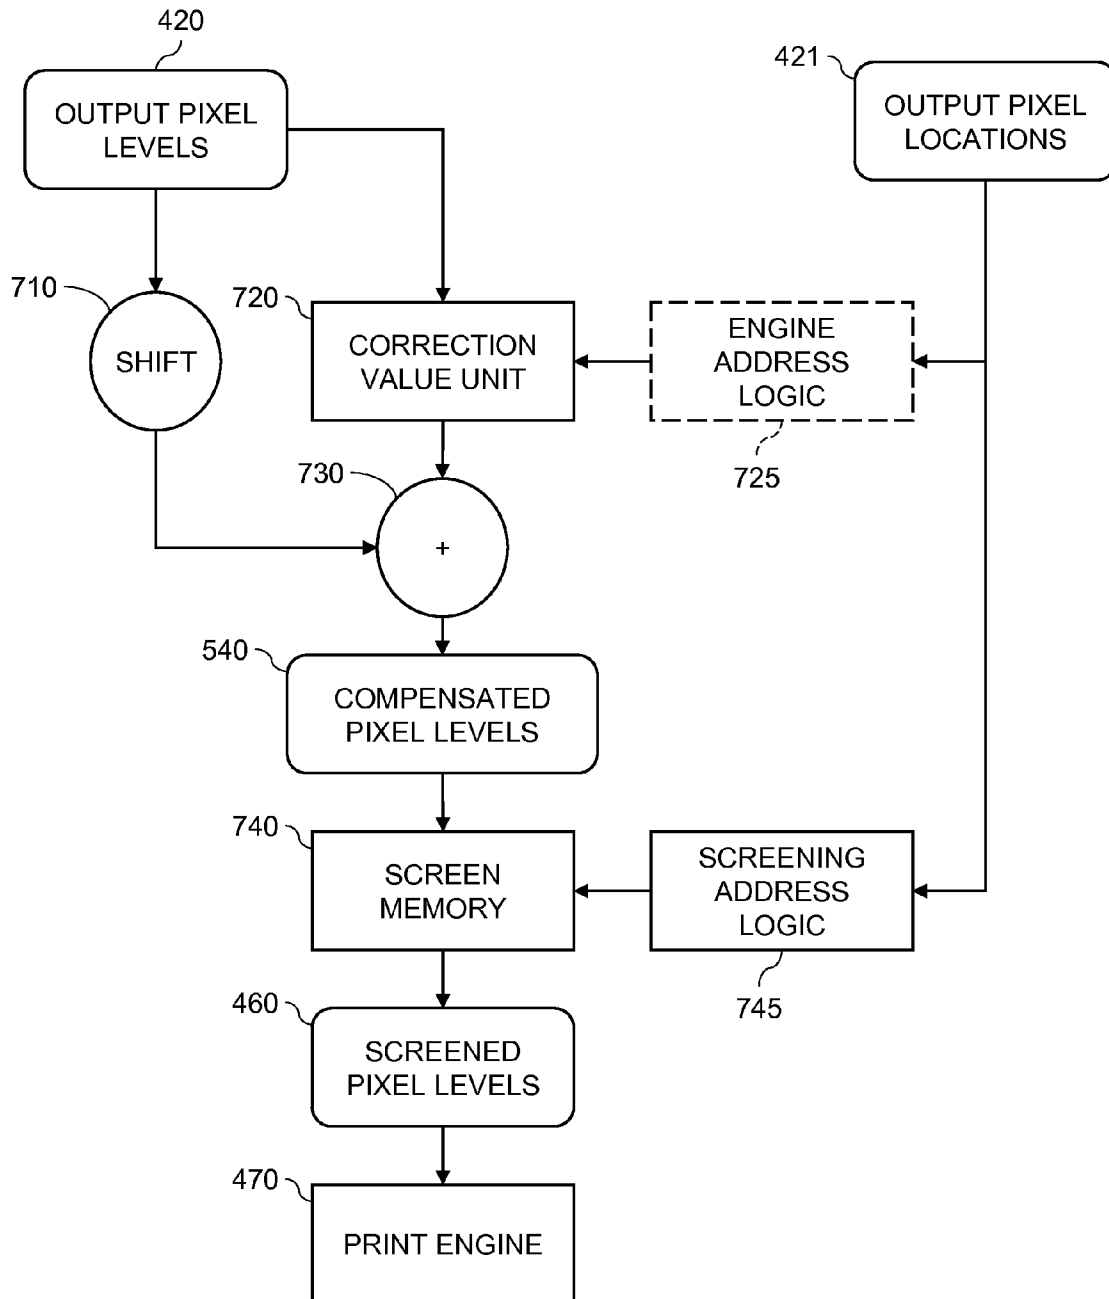 420
OUTPUT PIXEL
LEVELS
421
OUTPUT PIXEL
LOCATIONS
710
SHIFT
720
CORRECTION
VALUE UNIT
ENGINE
ADDRESS
LOGIC
725
730
+
540
COMPENSATED
PIXEL LEVELS
740
SCREEN
MEMORY
SCREENING
ADDRESS
LOGIC
745
460
SCREENED
PIXEL LEVELS
470
PRINT ENGINE